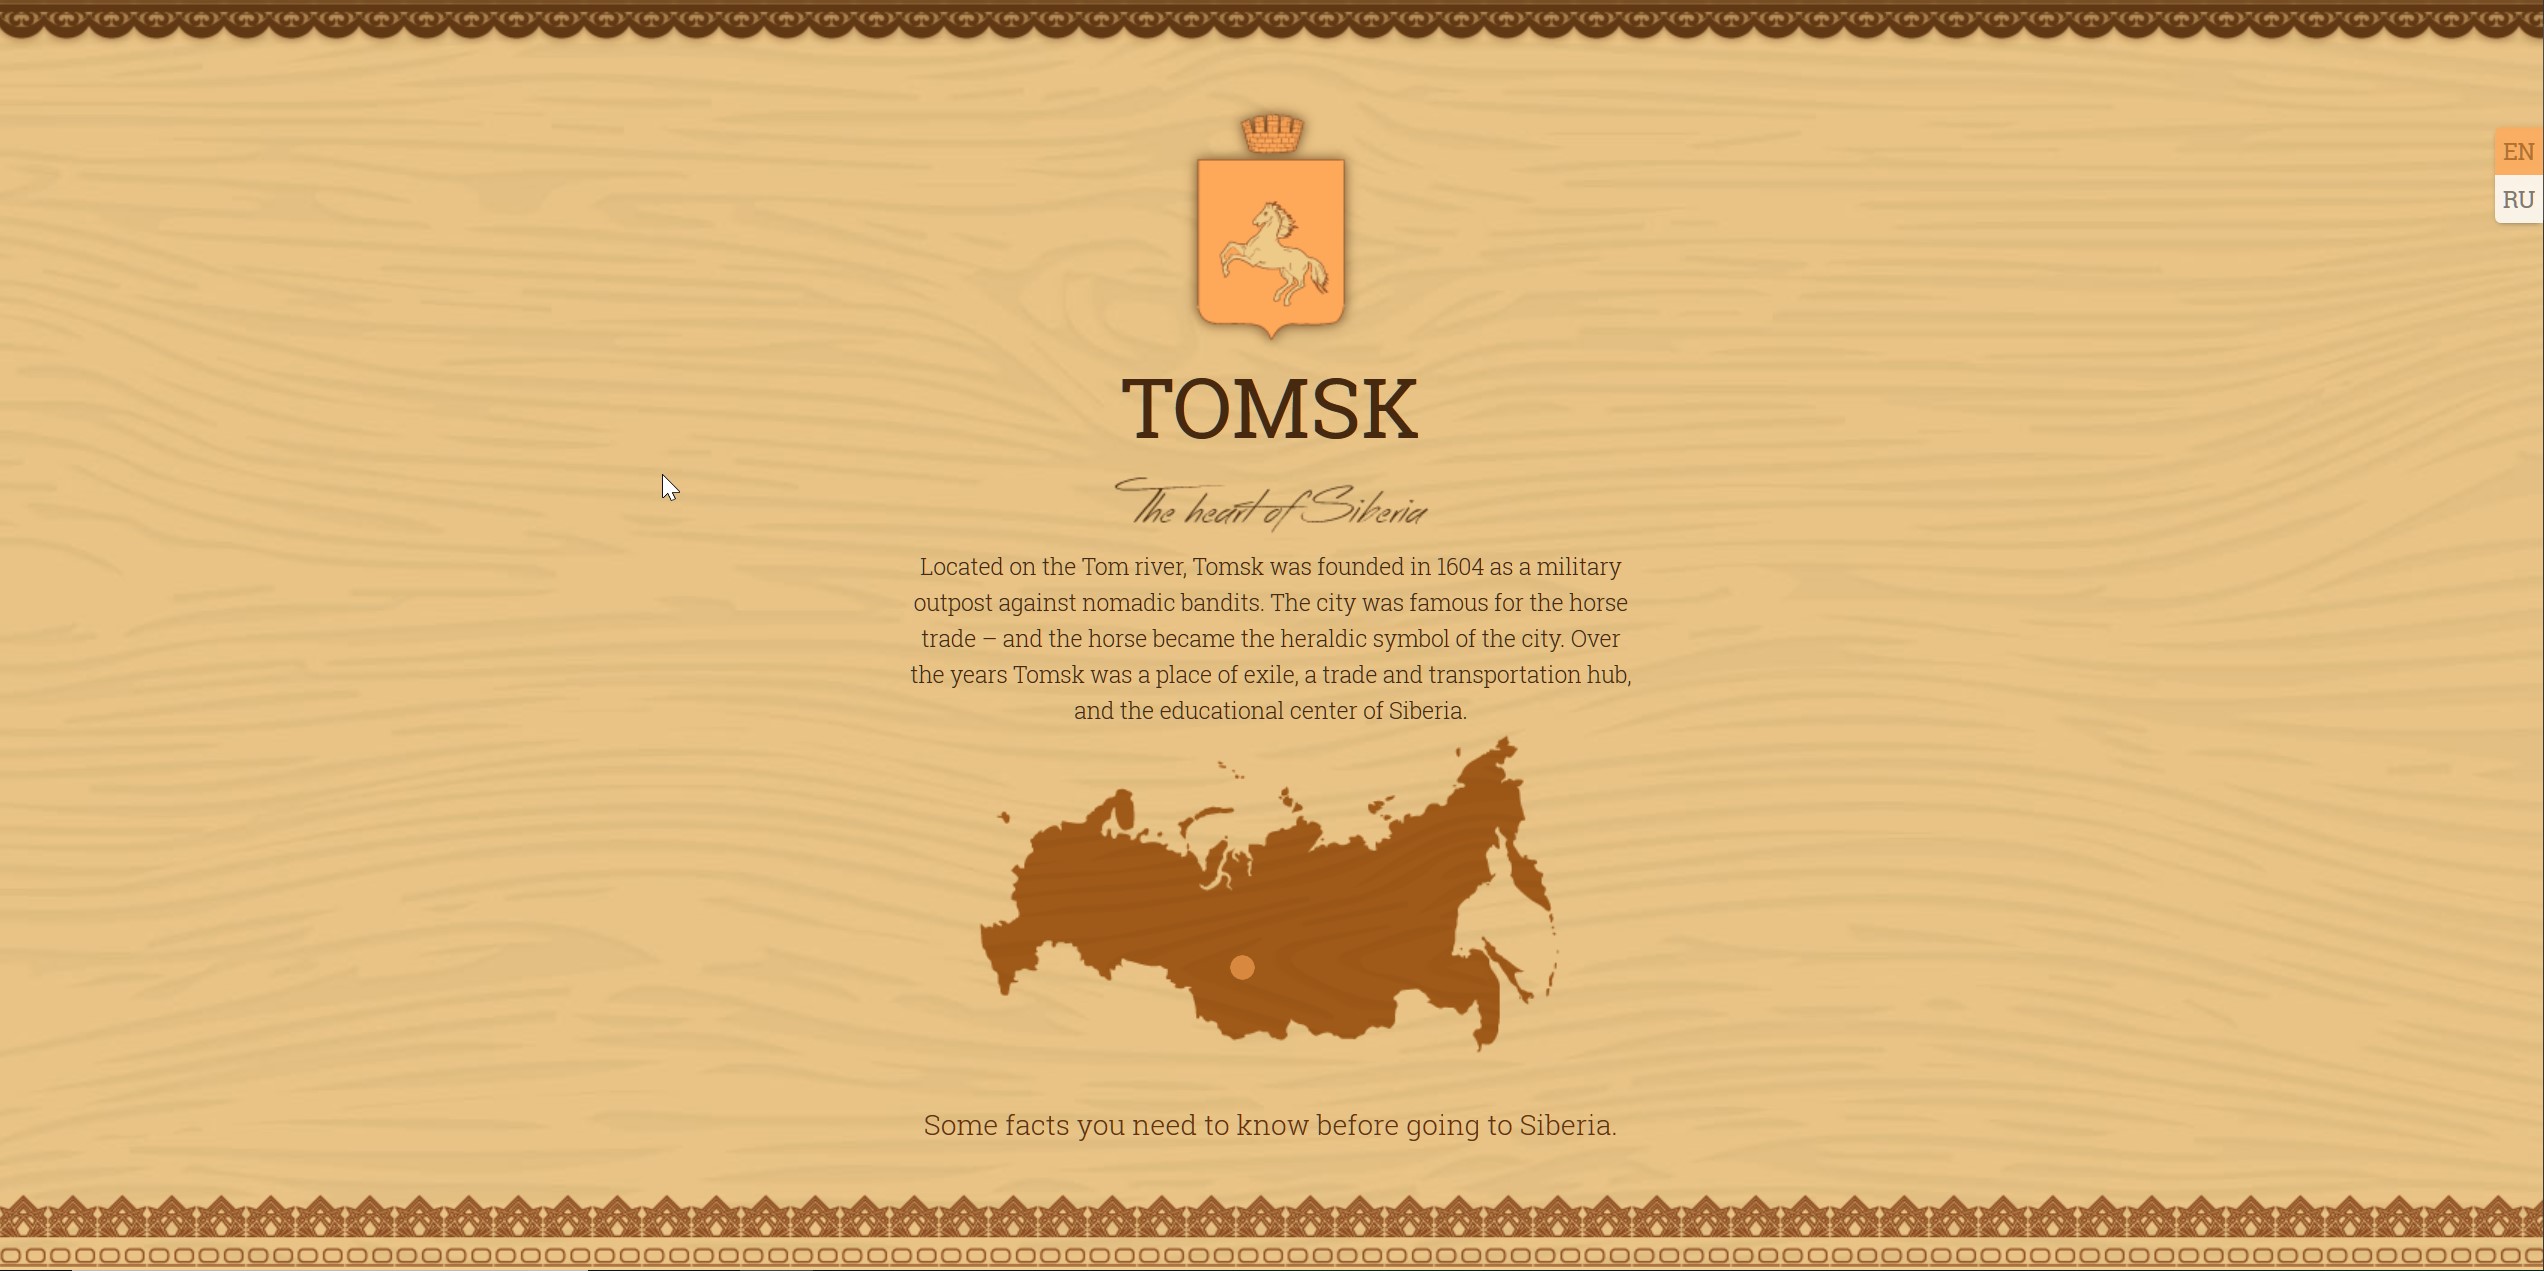 EN
RU
TOMSK
The heart of Siberia
Located on the Tom river, Tomsk was founded in 1604 as a military
outpost against nomadic bandits. The city was famous for the horse
trade – and the horse became the heraldic symbol of the city. Over
the years Tomsk was a place of exile, a trade and transportation hub,
and the educational center of Siberia.
Some facts you need to know before going to Siberia.